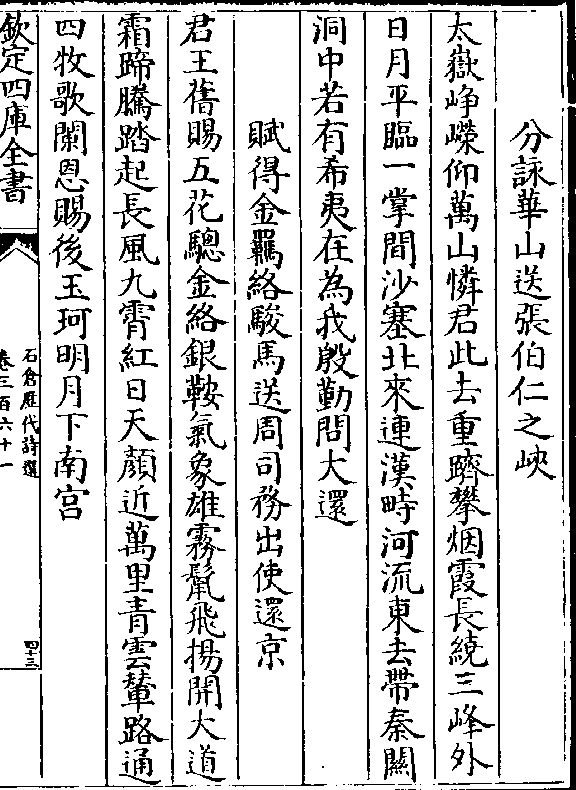 分詠華山送張伯仁之峽
太嶽崢嶸仰萬山憐君此去重躋攀烟霞長繞三峰外
日月平臨一掌間沙塞北來連漢畤河流東去帶秦關
洞中若有希夷在為我殷勤問大還
賦得金羈絡駿馬送周司務出使還京
君王舊賜五花驄金絡銀鞍氣象雄霧鬛飛揚開大道
霜蹄騰踏起長風九霄紅日天顔近萬里青雲輦路通
四牧歌闌恩賜後玉珂明月下南宫
欽定四庫全書
石倉歷代詩選
卷三百六十一
四十三